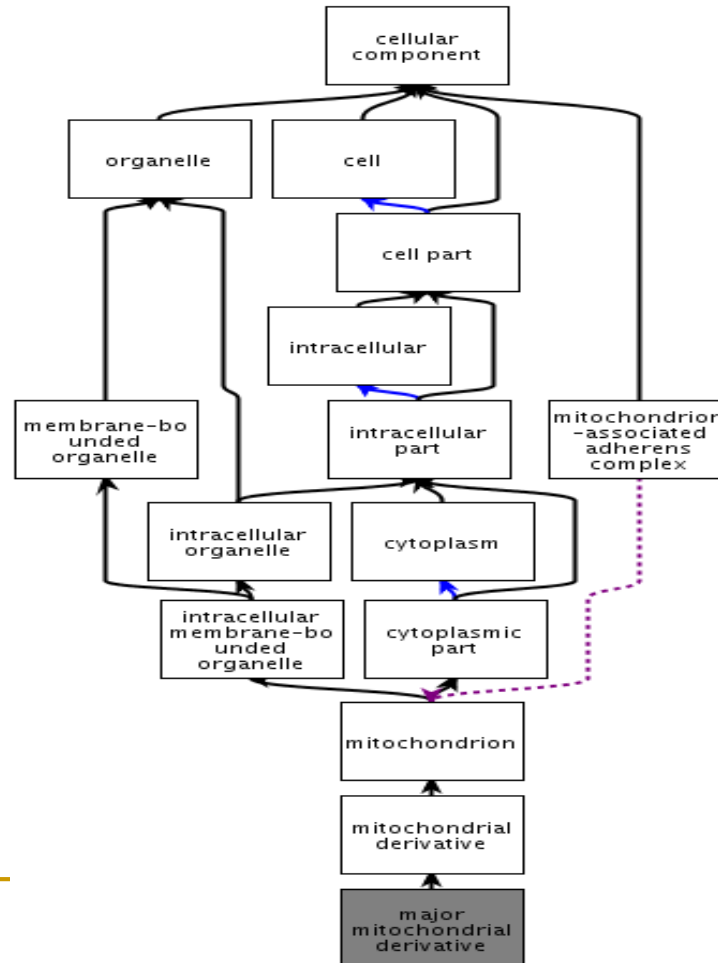 cellular
component
organelle
cell
cell part
intracellular
membrane-bo
unded
organelle
intracellular
part
mitochondrion
-associated
adherens
complex
intracellular
organelle
cytoplasm
intracellular
membrane-bo
unded
organelle
cytoplasmic
part
mitochondrion
mitochondrial
derivative
major
mitochondrial
derivative